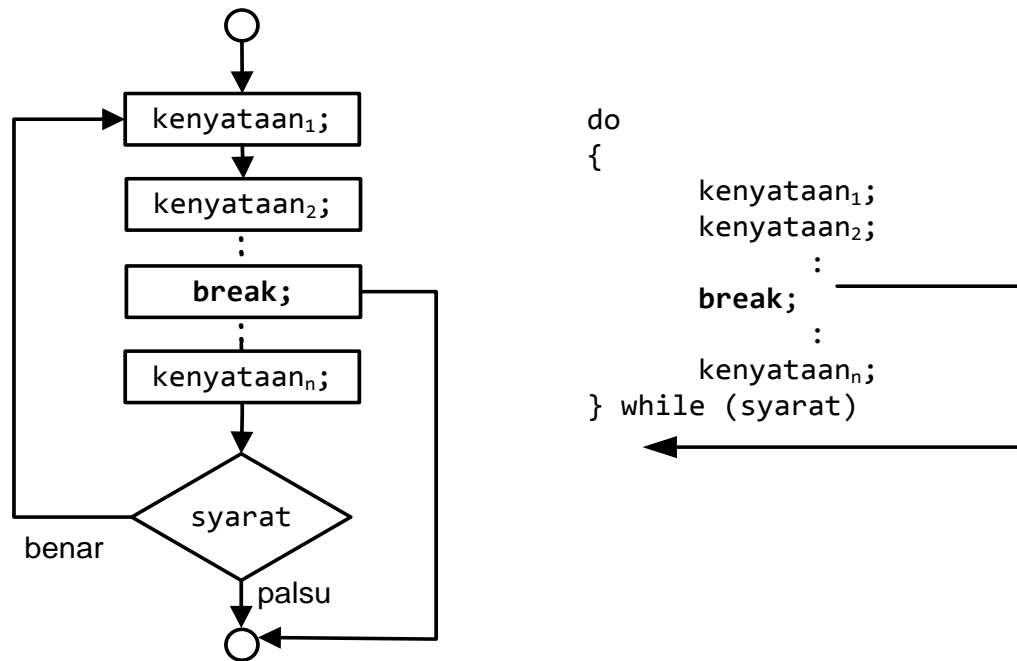 kenyataan₁;
kenyataan₂;
break;
kenyataanₙ;
syarat
benar
palsu
do
{
kenyataan₁;
kenyataan₂;
:
break;
:
kenyataanₙ;
} while (syarat)